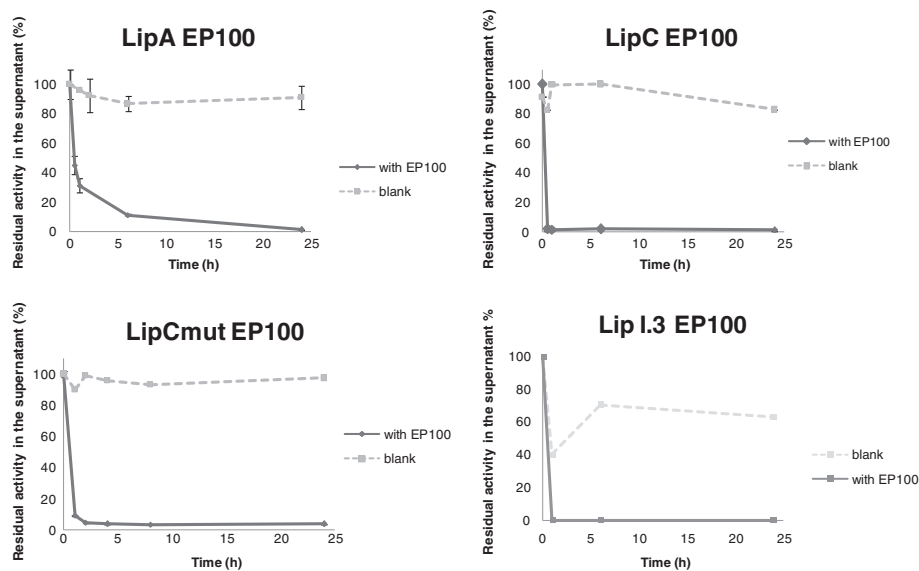 LipA EP100
Residual activity in the supernatant (%)
100
80
60
40
20
0
0
5
10
15
20
25
Time (h)
with EP100
blank
LipC EP100
Residual activity in the supernatant (%)
100
80
60
40
20
0
0
5
10
15
20
25
Time (h)
with EP100
blank
LipCmut EP100
Residual activity in the supernatant (%)
100
80
60
40
20
0
0
5
10
15
20
25
Time (h)
with EP100
blank
Lip I.3 EP100
Residual activity in the supernatant %
100
80
60
40
20
0
0
5
10
15
20
25
Time (h)
blank
with EP100